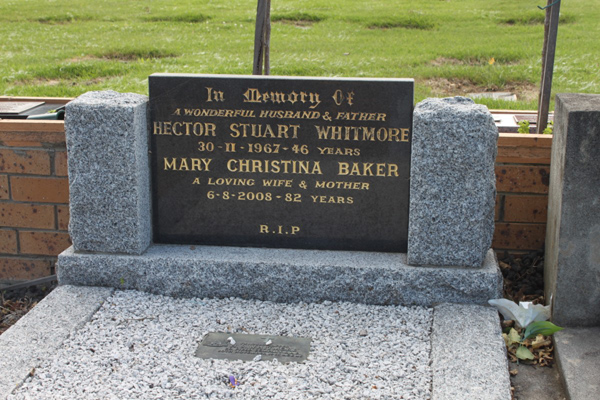 In Memory Of
A WONDERFUL HUSBAND & FATHER
HECTOR STUART WHITMORE
30-11-1967-46 YEARS
MARY CHRISTINA BAKER
A LOVING WIFE & MOTHER
6-8-2008-82 YEARS
R.I.P